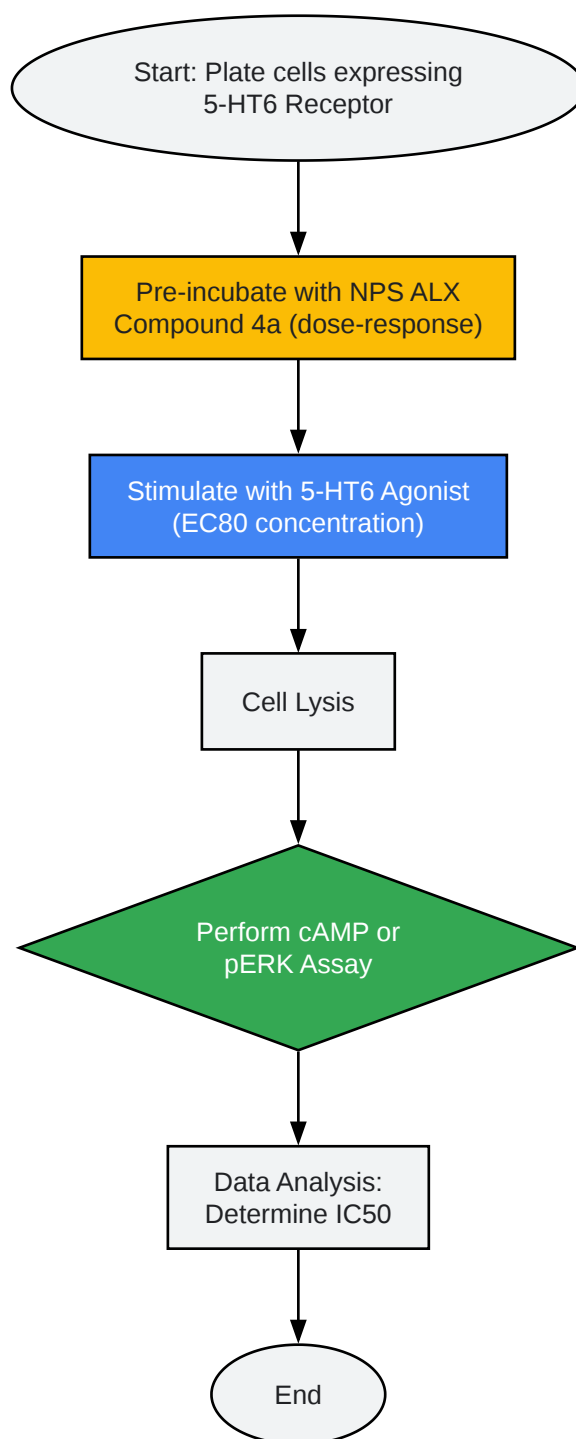 Start: Plate cells expressing
5-HT6 Receptor
Pre-incubate with NPS ALX
Compound 4a (dose-response)
Stimulate with 5-HT6 Agonist
(EC80 concentration)
Cell Lysis
Perform cAMP or
pERK Assay
Data Analysis:
Determine IC50
End